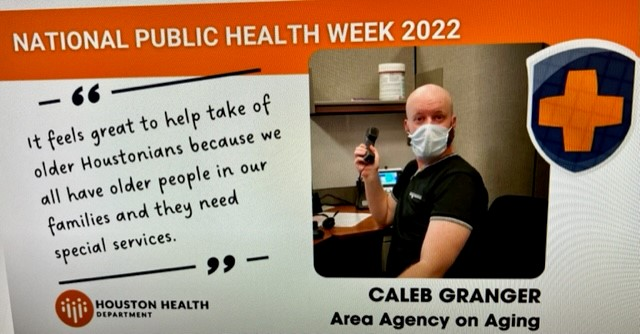 NATIONAL PUBLIC HEALTH WEEK 2022
“
It feels great to help take of
older Houstonians because we
all have older people in our
families and they need
special services.
”
HOUSTON HEALTH
DEPARTMENT
CALEB GRANGER
Area Agency on Aging